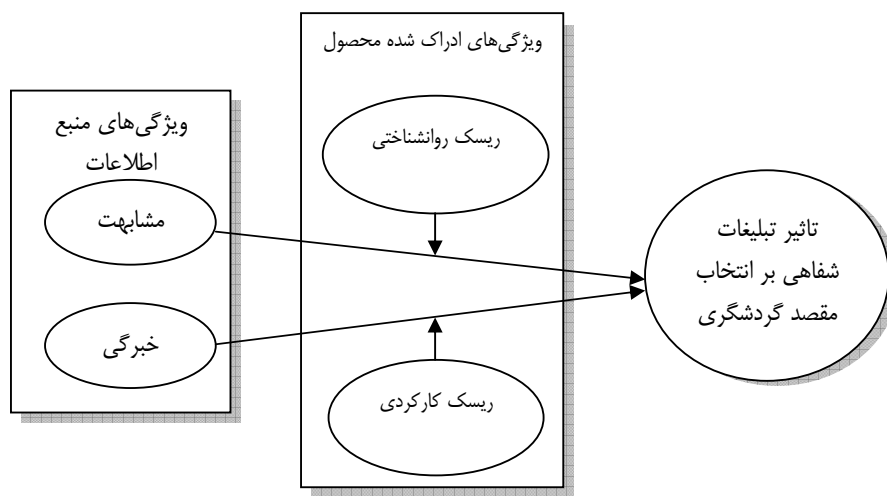 ویژگی‌های ادراک شده محصول
ویژگی‌های منبع
اطلاعات
ریسک روانشناختی
مشابهت
تاثیر تبلیغات
شفاهی بر انتخاب
مقصد گردشگری
خبرگی
ریسک کارکردی